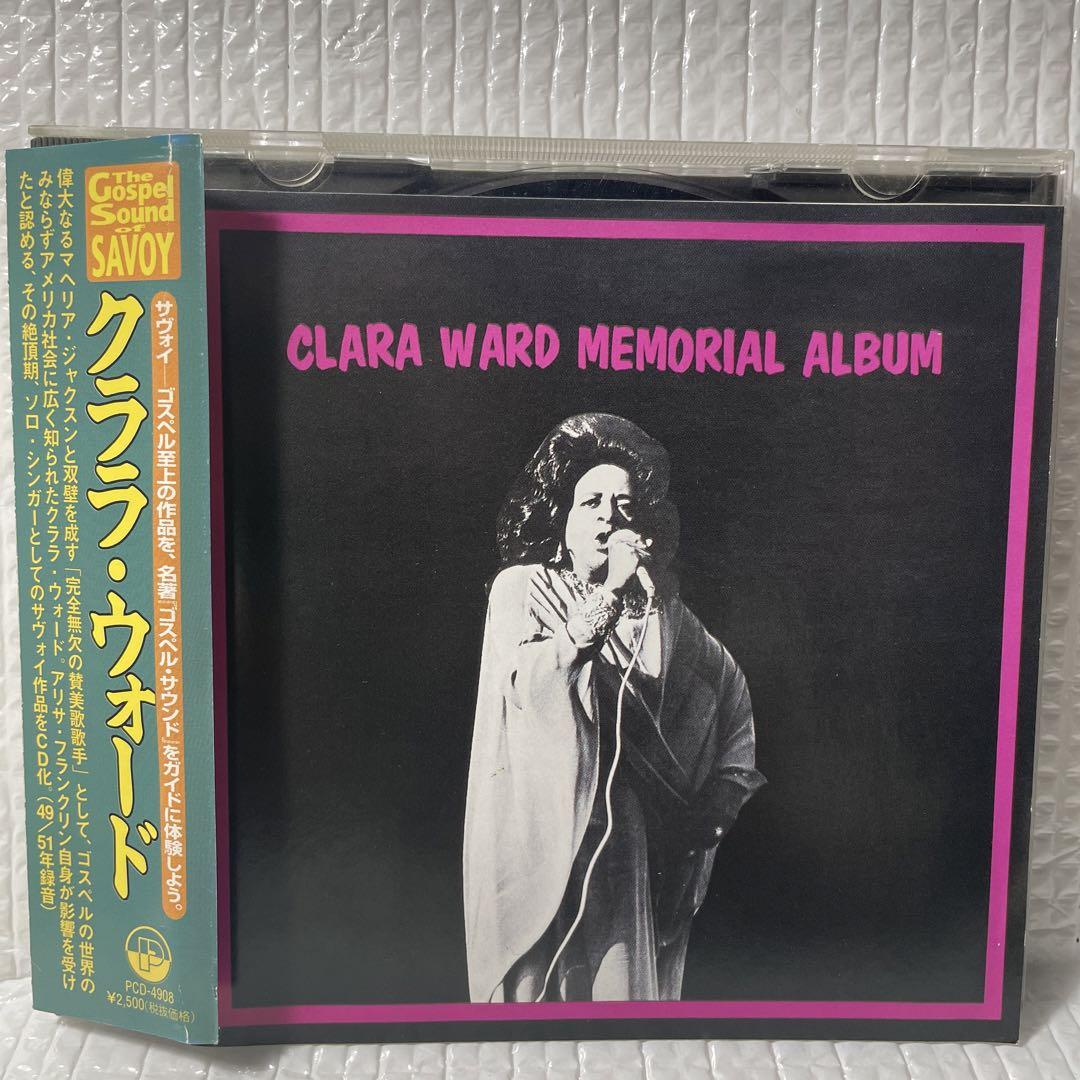 The
Gospel
Sound
of
SAVOY
サヴォイ——ゴスペル至上の作品を、名著『ゴスペル・サウンド』をガイドに体験しよう。
クララ・ウォード
偉大なるマヘリア・ジャクスンと双璧を成す「完全無欠の賛美歌歌手」として、ゴスペルの世界の
みならずアメリカ社会に広く知られたクララ・ウォード。アリサ・フランクリン自身が影響を受け
たと認める、その絶頂期、ソロ・シンガーとしてのサヴォイ作品をCD化。(49/51年録音)
P
PCD-4908
¥2,500(税抜価格)
CLARA WARD MEMORIAL ALBUM